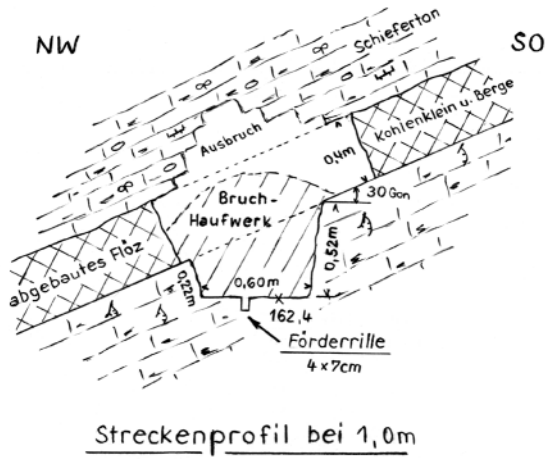 NW
SO
Schieferton
Ausbruch
Kohlenklein u. Berge
0,4m
30 Gon
Bruch-
Haufwerk
abgebautes Flöz
0,22m
0,60m
0,52m
162,4
Förderrille
4 x 7cm
Streckenprofil bei 1,0m